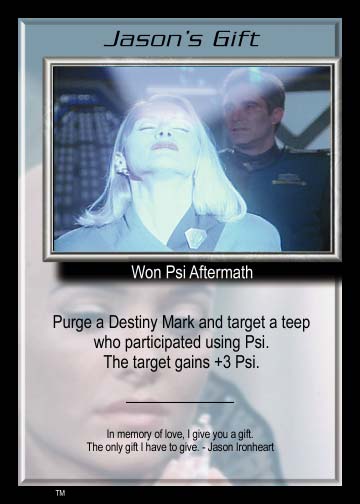 Jason's Gift
Won Psi Aftermath
Purge a Destiny Mark and target a teep
who participated using Psi.
The target gains +3 Psi.
In memory of love, I give you a gift.
The only gift I have to give. - Jason Ironheart
TM